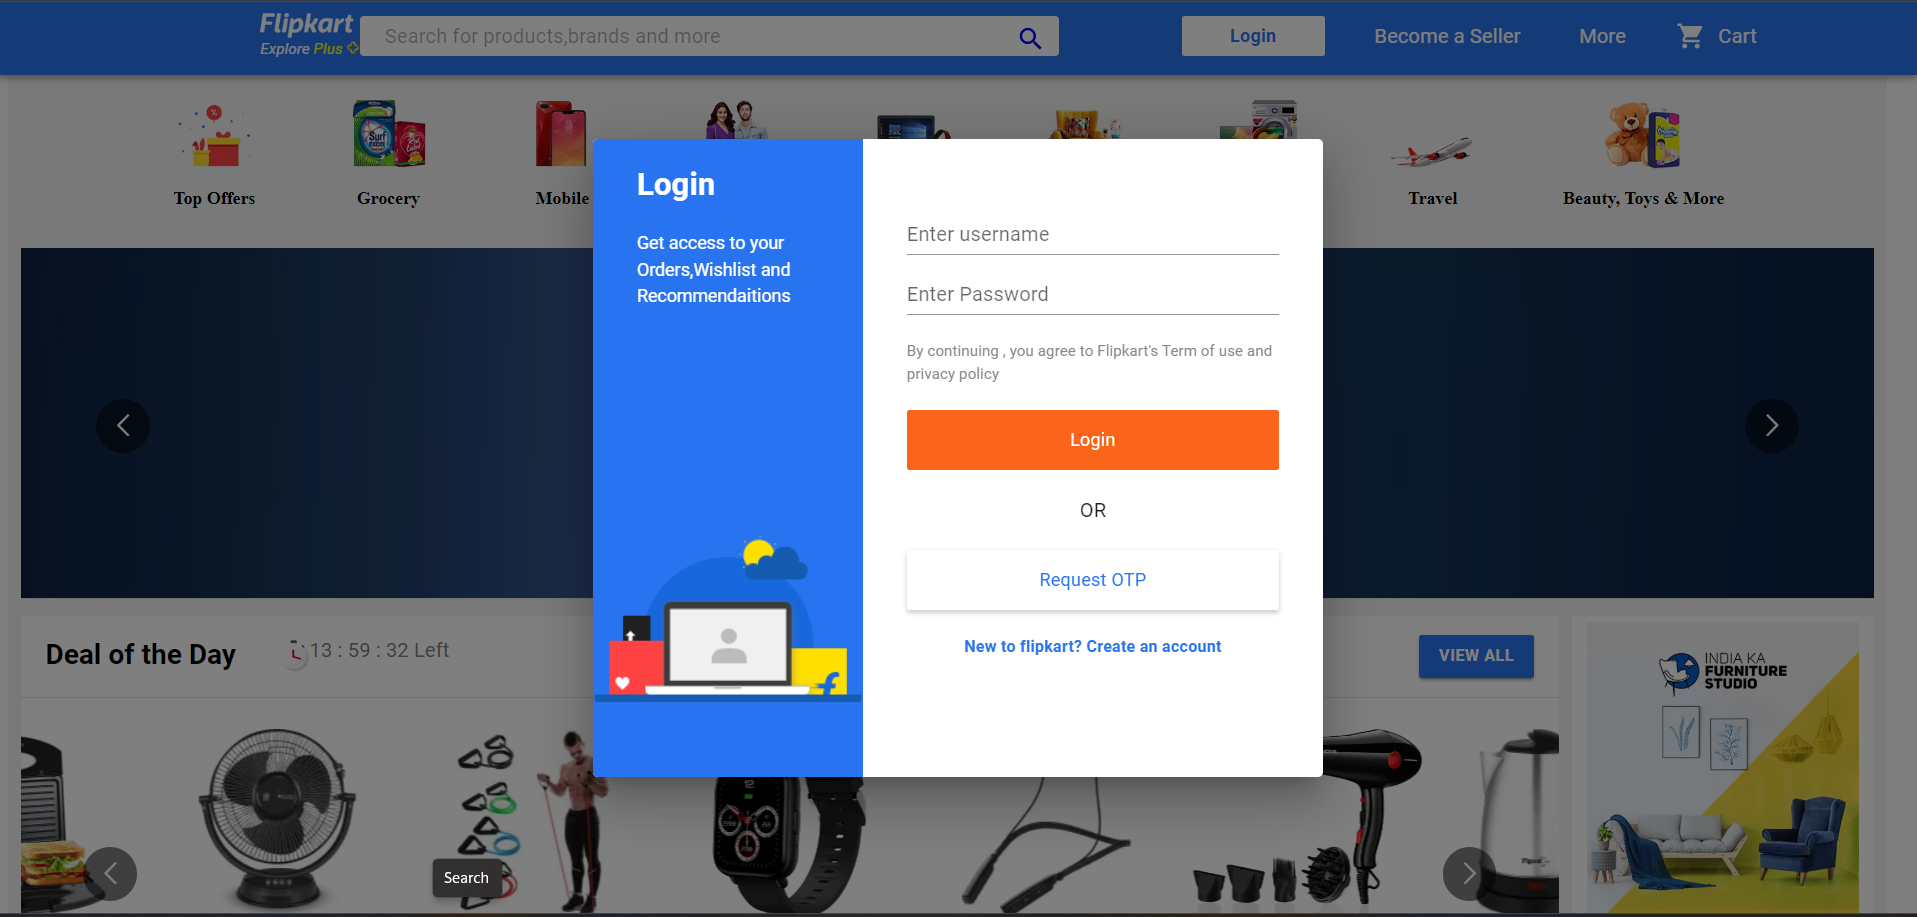 Flipkart
Explore Plus
Search for products,brands and more
Login
Become a Seller
More
Cart
Surf excel
Top Offers
Grocery
Mobile
Travel
Beauty, Toys & More
Login
Get access to your
Orders,Wishlist and
Recommendaitions
Enter username
Enter Password
By continuing , you agree to Flipkart's Term of use and
privacy policy
Login
OR
Request OTP
New to flipkart? Create an account
Deal of the Day
13 : 59 : 32 Left
VIEW ALL
INDIA KA
FURNITURE
STUDIO
Search